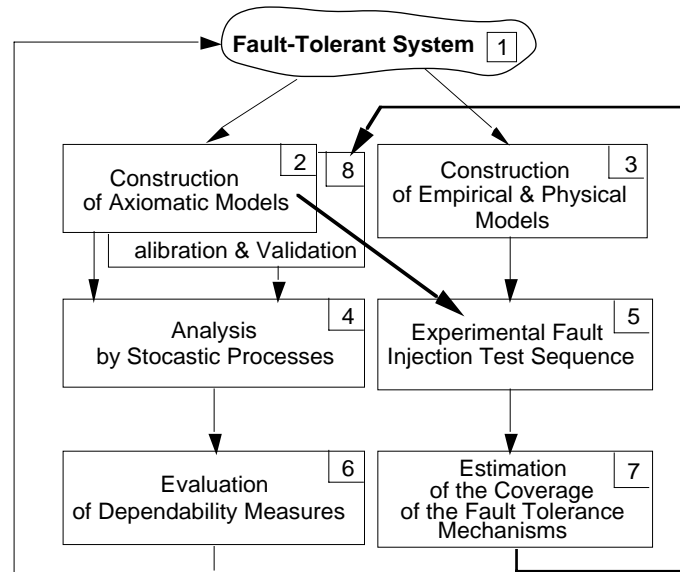 Fault-Tolerant System 1
2
Construction
of Axiomatic Models
8
alibration & Validation
3
Construction
of Empirical & Physical
Models
4
Analysis
by Stocastic Processes
5
Experimental Fault
Injection Test Sequence
6
Evaluation
of Dependability Measures
7
Estimation
of the Coverage
of the Fault Tolerance
Mechanisms